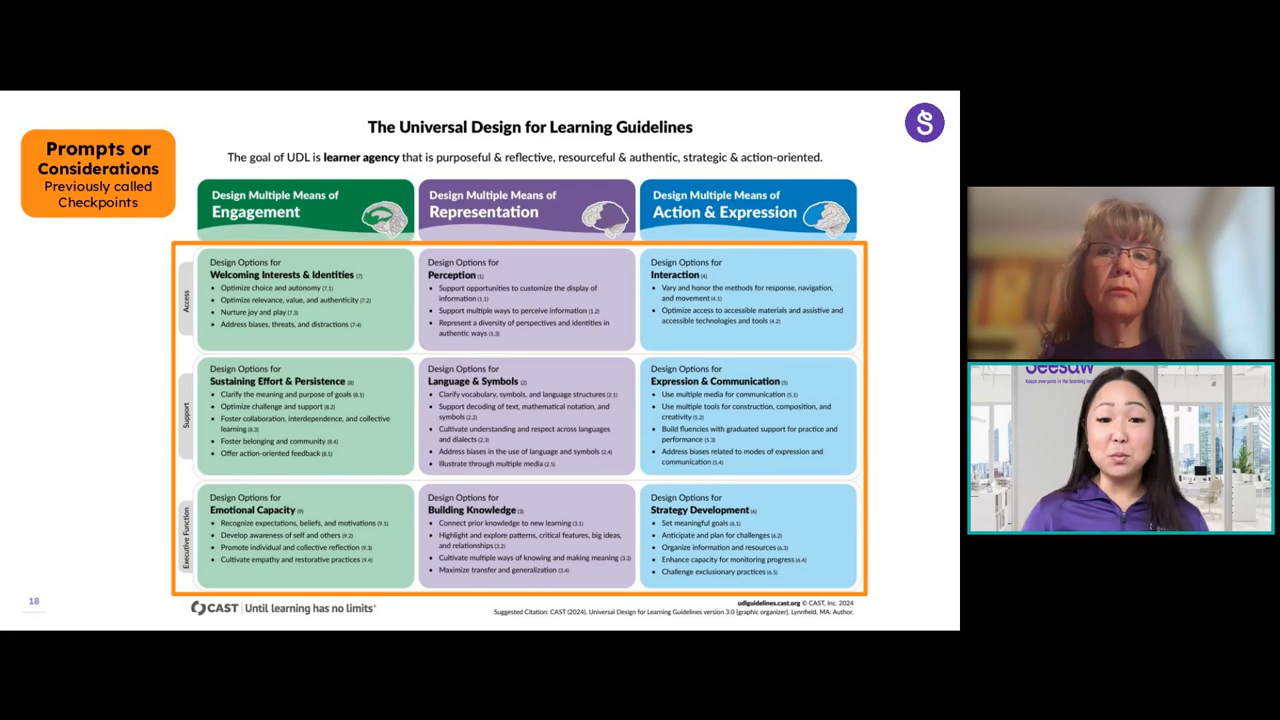 Prompts or
Considerations
Previously called
Checkpoints
The Universal Design for Learning Guidelines
The goal of UDL is learner agency that is purposeful & reflective, resourceful & authentic, strategic & action-oriented.
Design Multiple Means of
Engagement
Design Multiple Means of
Representation
Design Multiple Means of
Action & Expression
Access
Design Options for
Welcoming Interests & Identities (7)
• Optimize choice and autonomy (7.1)
• Optimize relevance, value, and authenticity (7.2)
• Nurture joy and play (7.3)
• Address biases, threats, and distractions (7.4)
Design Options for
Perception (1)
• Support opportunities to customize the display of
information (1.1)
• Support multiple ways to perceive information (1.2)
• Represent a diversity of perspectives and identities in
authentic ways (1.3)
Design Options for
Interaction (4)
• Vary and honor the methods for response, navigation,
and movement (4.1)
• Optimize access to accessible materials and assistive and
accessible technologies and tools (4.2)
Support
Design Options for
Sustaining Effort & Persistence (8)
• Clarify the meaning and purpose of goals (8.1)
• Optimize challenge and support (8.2)
• Foster collaboration, interdependence, and collective
learning (8.3)
• Foster belonging and community (8.4)
• Offer action-oriented feedback (8.5)
Design Options for
Language & Symbols (2)
• Clarify vocabulary, symbols, and language structures (2.1)
• Support decoding of text, mathematical notation, and
symbols (2.2)
• Cultivate understanding and respect across languages
and dialects (2.3)
• Address biases in the use of language and symbols (2.4)
• Illustrate through multiple media (2.5)
Design Options for
Expression & Communication (5)
• Use multiple media for communication (5.1)
• Use multiple tools for construction, composition, and
creativity (5.2)
• Build fluencies with graduated support for practice and
performance (5.3)
• Address biases related to modes of expression and
communication (5.4)
Executive Function
Design Options for
Emotional Capacity (9)
• Recognize expectations, beliefs, and motivations (9.1)
• Develop awareness of self and others (9.2)
• Promote individual and collective reflection (9.3)
• Cultivate empathy and restorative practices (9.4)
Design Options for
Building Knowledge (3)
• Connect prior knowledge to new learning (3.1)
• Highlight and explore patterns, critical features, big ideas,
and relationships (3.2)
• Cultivate multiple ways of knowing and making meaning (3.3)
• Maximize transfer and generalization (3.4)
Design Options for
Strategy Development (6)
• Set meaningful goals (6.1)
• Anticipate and plan for challenges (6.2)
• Organize information and resources (6.3)
• Enhance capacity for monitoring progress (6.4)
• Challenge exclusionary practices (6.5)
18
CAST | Until learning has no limits®
udlguidelines.cast.org © CAST, Inc. 2024
Suggested Citation: CAST (2024). Universal Design for Learning Guidelines version 3.0 [graphic organizer]. Lynnfield, MA: Author.
Seesaw
Keeps everyone in the learning